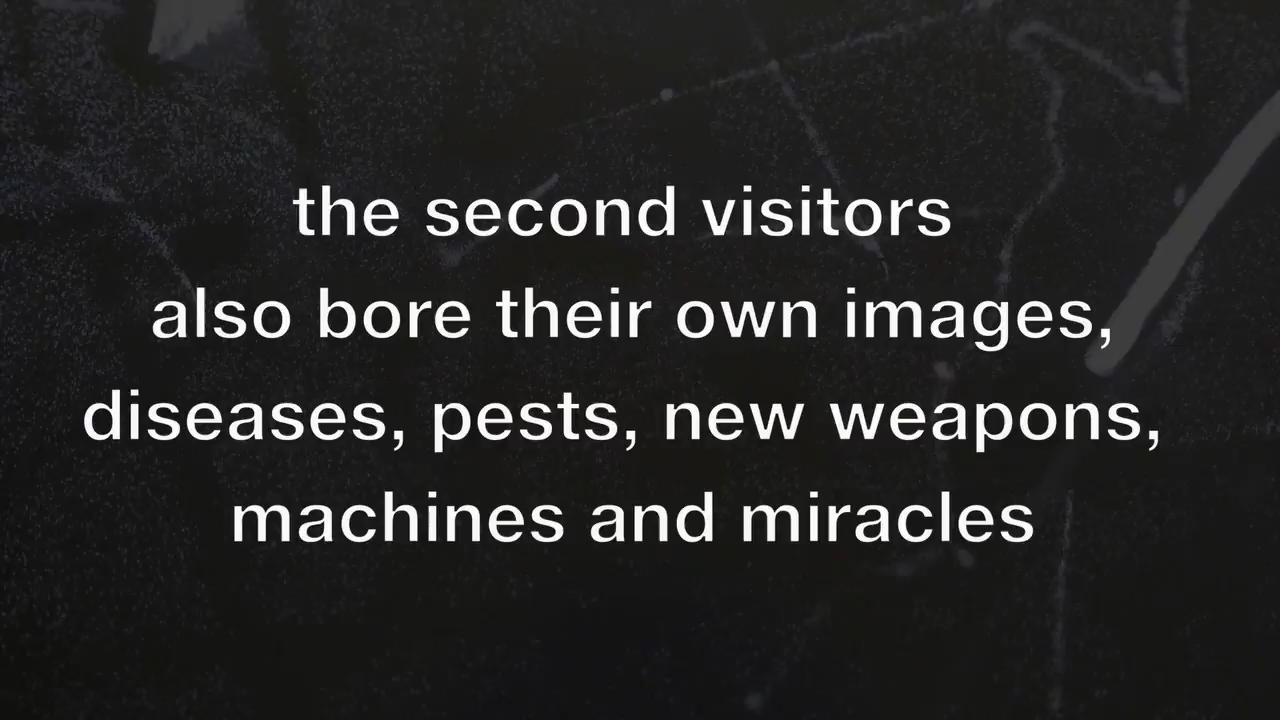 the second visitors
also bore their own images,
diseases, pests, new weapons,
machines and miracles